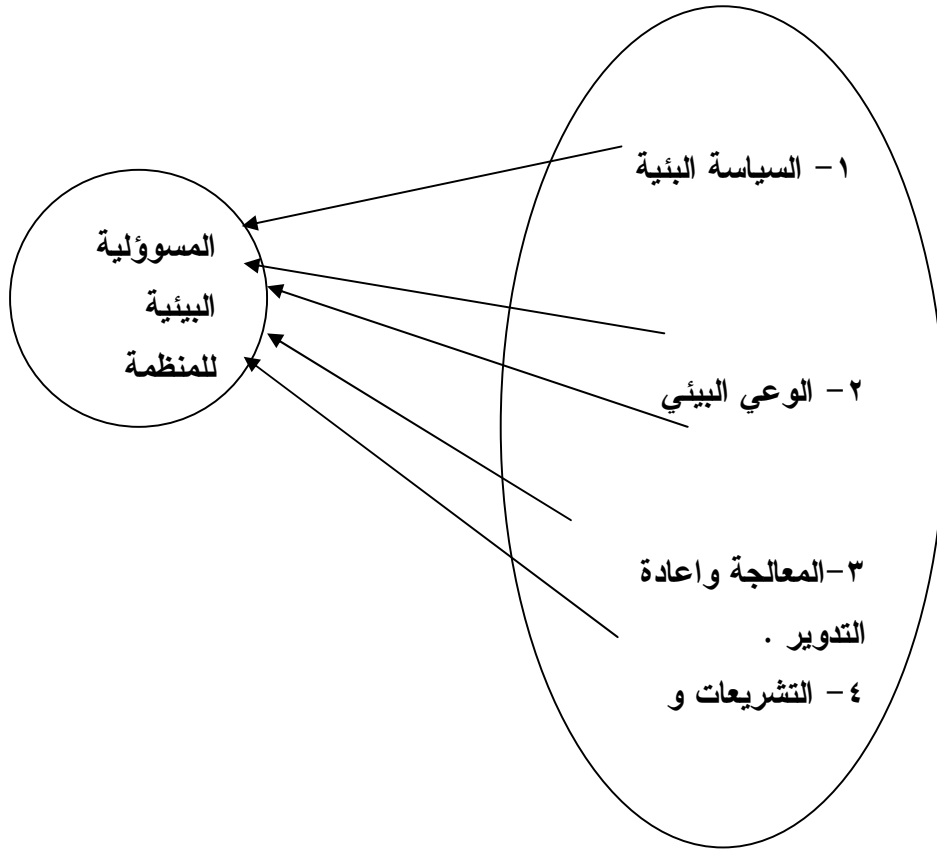 ١- السياسة البئية
المسوؤلية
البيئية
للمنظمة
٢- الوعي البيئي
٣-المعالجة واعادة
التدوير .
٤- التشريعات و